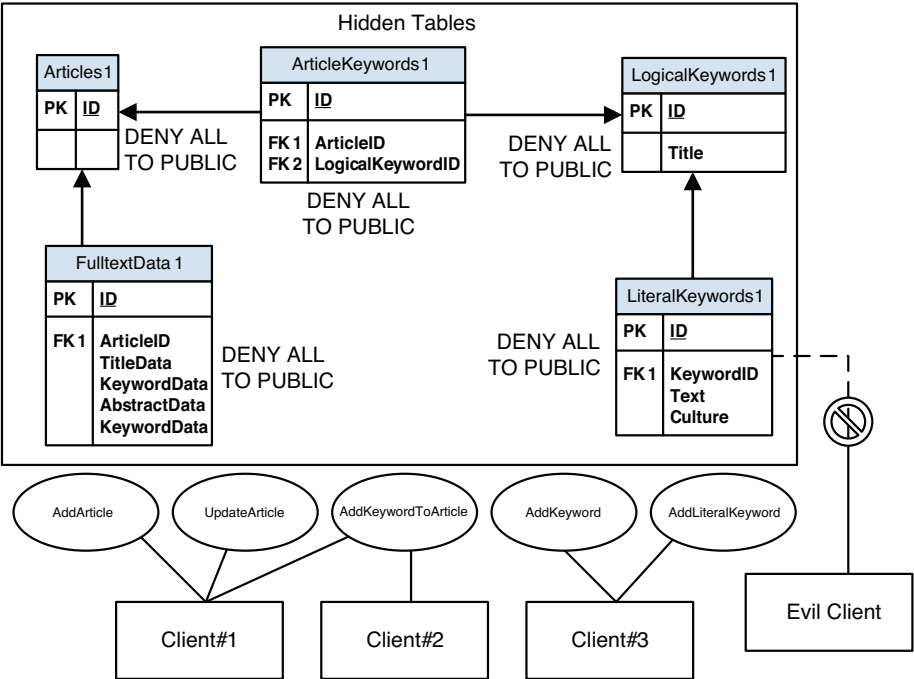 Hidden Tables
Articles1
PK ID
ArticleKeywords1
PK ID
FK1 ArticleID
FK2 LogicalKeywordID
LogicalKeywords1
PK ID
Title
DENY ALL
TO PUBLIC
DENY ALL
TO PUBLIC
DENY ALL
TO PUBLIC
FulltextData 1
PK ID
FK1 ArticleID
TitleData
KeywordData
AbstractData
KeywordData
DENY ALL
TO PUBLIC
DENY ALL
TO PUBLIC
LiteralKeywords1
PK ID
FK1 KeywordID
Text
Culture
AddArticle
UpdateArticle
AddKeywordToArticle
AddKeyword
AddLiteralKeyword
Client#1
Client#2
Client#3
Evil Client